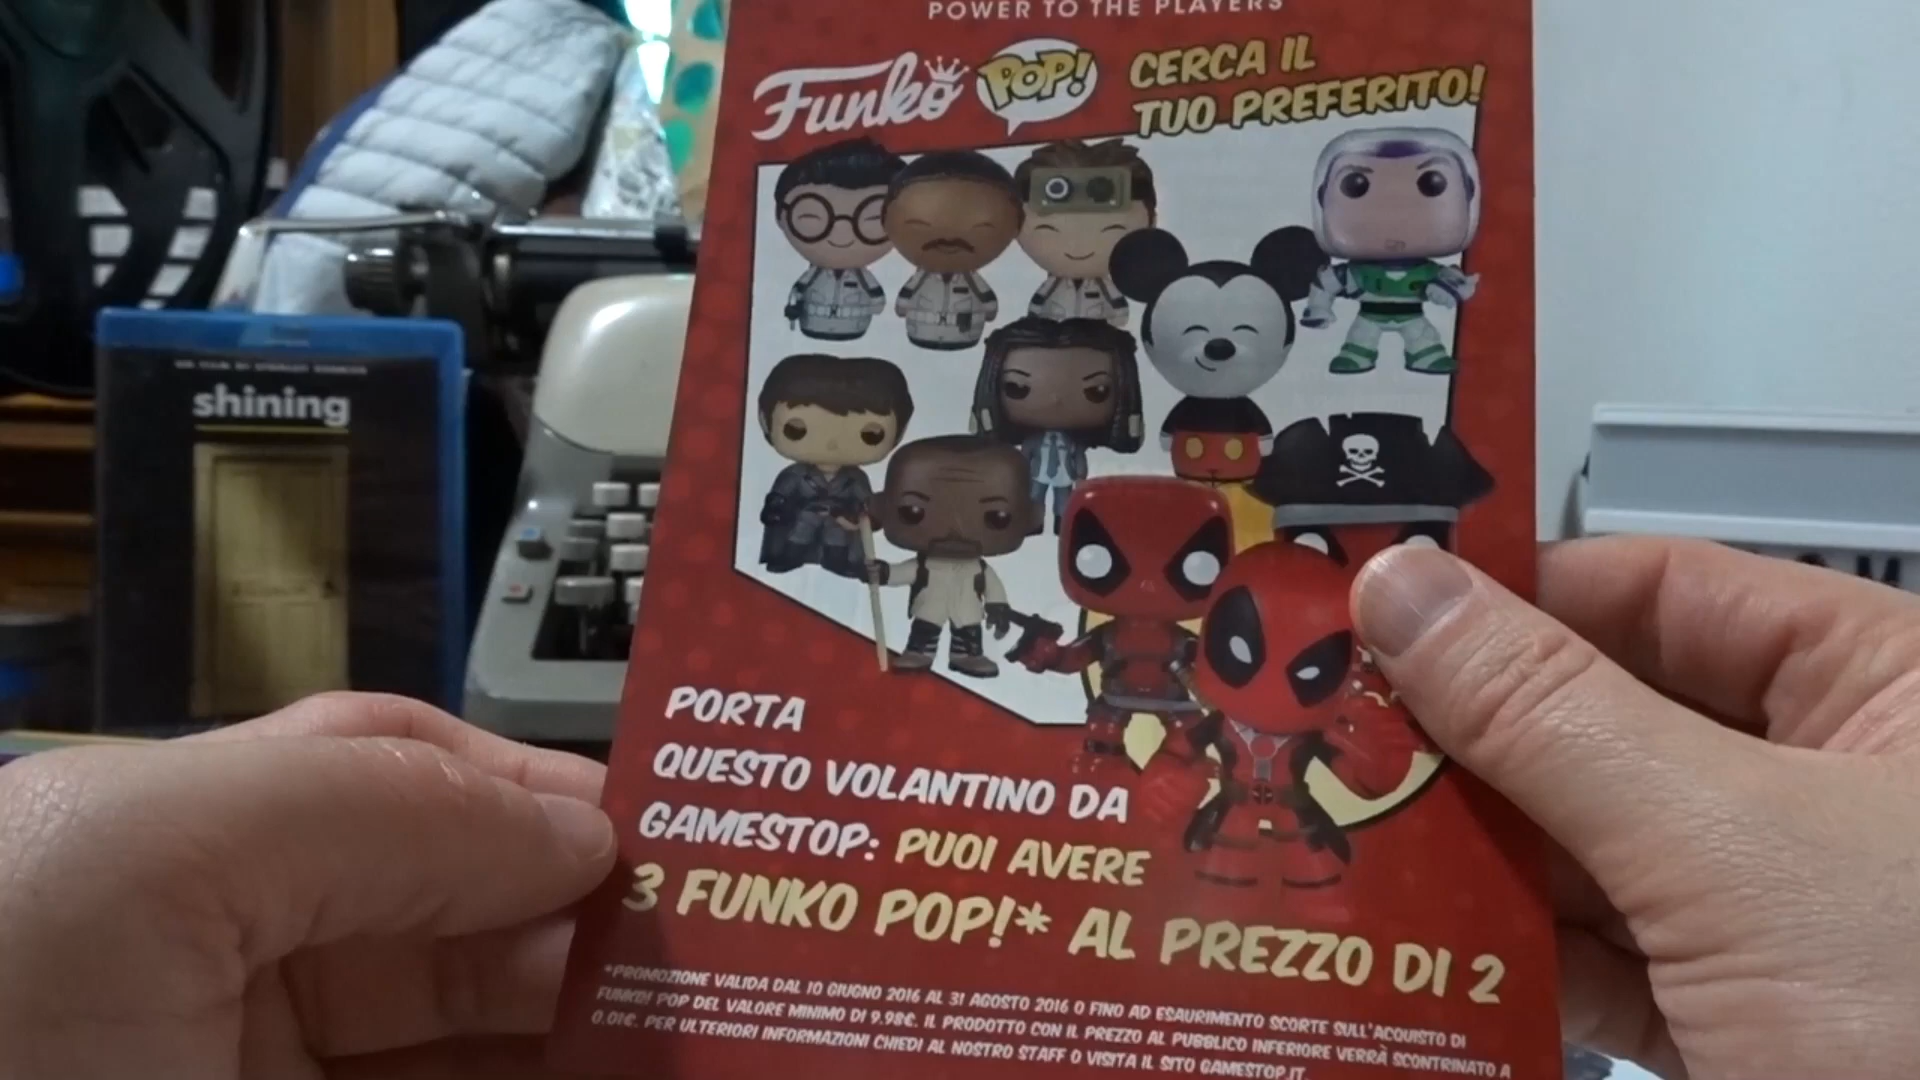 POWER TO THE PLAYERS
Funko POP!
CERCA IL
TUO PREFERITO!
shining
PORTA
QUESTO VOLANTINO DA
GAMESTOP: PUOI AVERE
3 FUNKO POP!* AL PREZZO DI 2
*PROMOZIONE VALIDA DAL 10 GIUGNO 2016 AL 31 AGOSTO 2016 O FINO AD ESAURIMENTO SCORTE SULL'ACQUISTO DI
FUNKO! POP DEL VALORE MINIMO DI 9.98€. IL PRODOTTO CON IL PREZZO AL PUBBLICO INFERIORE VERRÀ SCONTRINATO A
0.01€. PER ULTERIORI INFORMAZIONI CHIEDI AL NOSTRO STAFF O VISITA IL SITO GAMESTOP.IT.